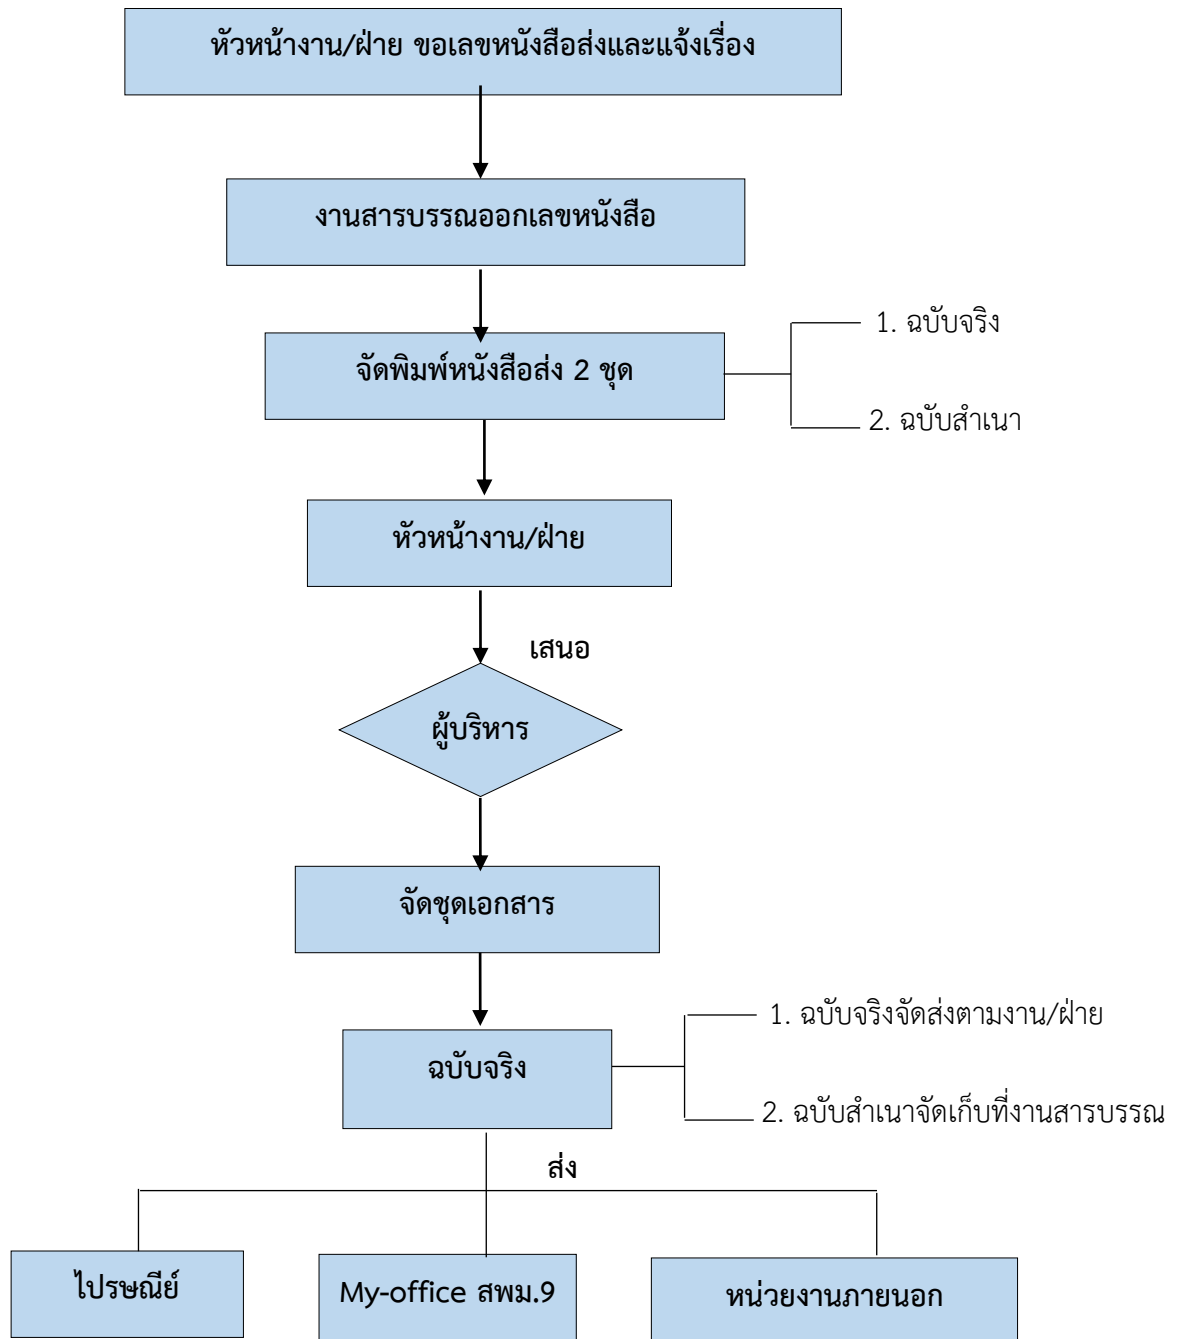 หัวหน้างาน/ฝ่าย ขอเลขหนังสือส่งและแจ้งเรื่อง
งานสารบรรณออกเลขหนังสือ
1. ฉบับจริง
จัดพิมพ์หนังสือส่ง 2 ชุด
2. ฉบับสำเนา
หัวหน้างาน/ฝ่าย
เสนอ
ผู้บริหาร
จัดชุดเอกสาร
1. ฉบับจริงจัดส่งตามงาน/ฝ่าย
ฉบับจริง
2. ฉบับสำเนาจัดเก็บที่งานสารบรรณ
ส่ง
ไปรษณีย์
My-office สพม.9
หน่วยงานภายนอก